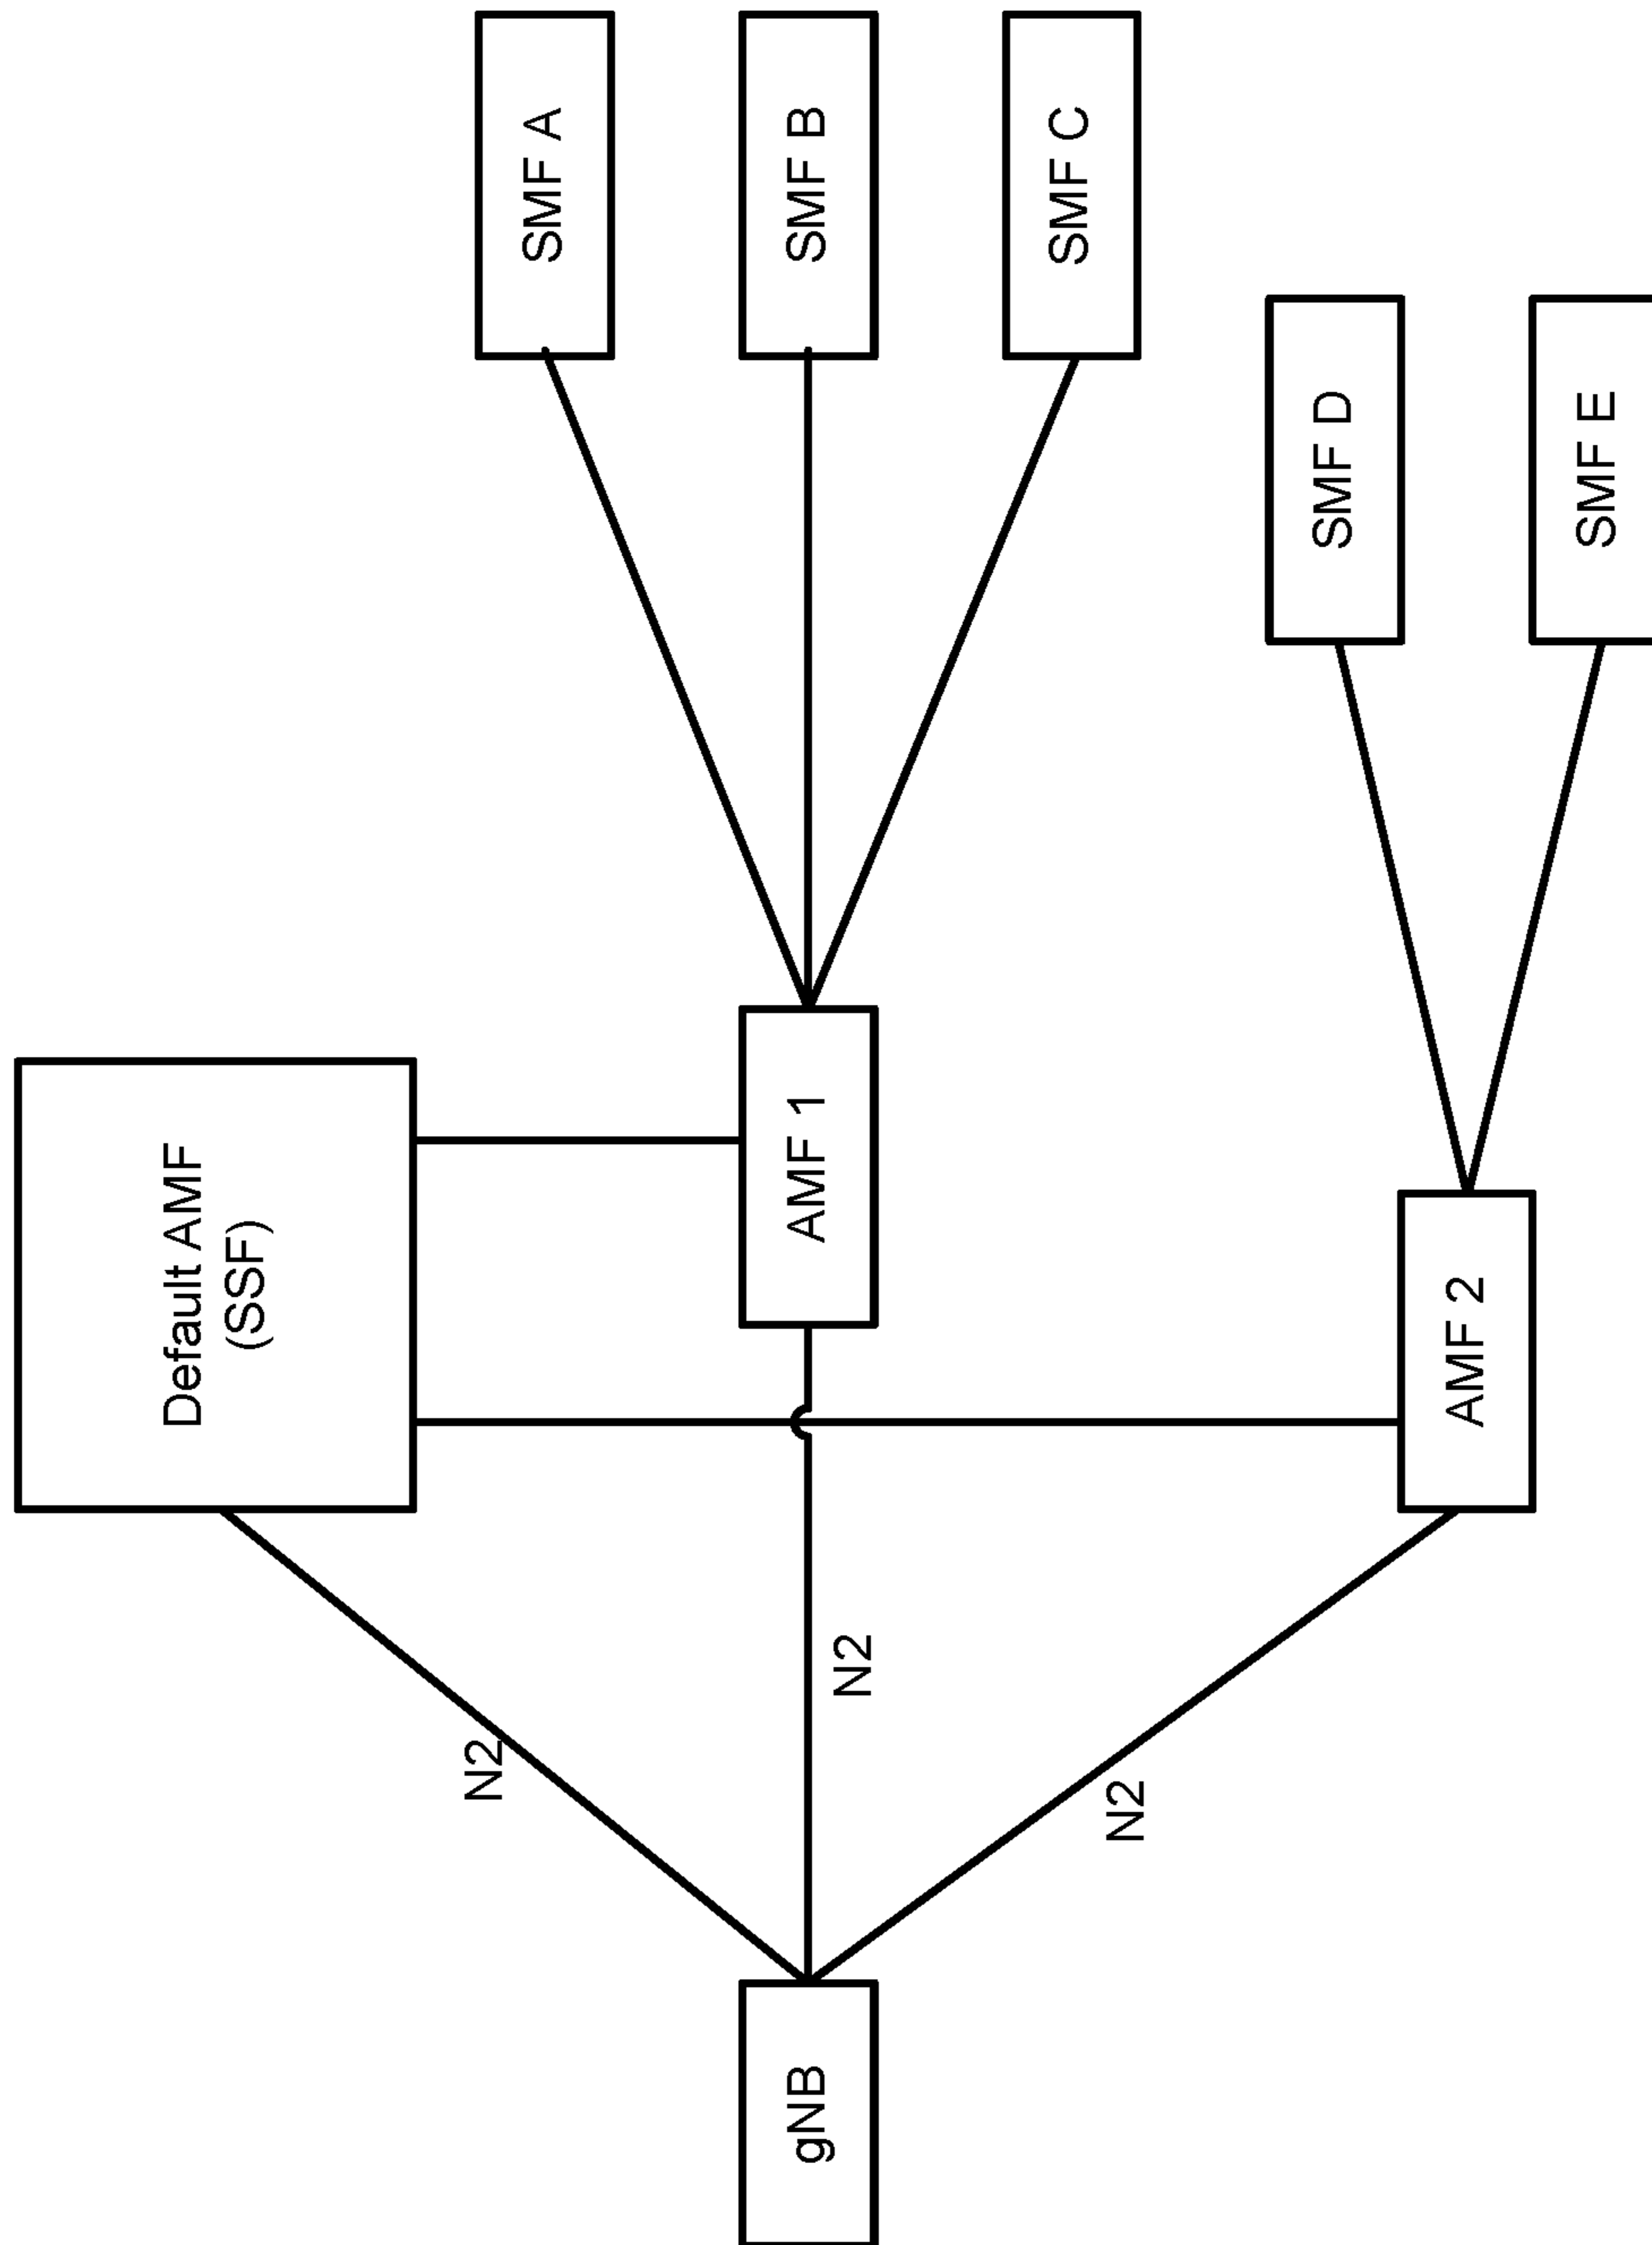 Default AMF
(SSF)
N2
gNB
N2
AMF 1
SMF A
SMF B
SMF C
N2
AMF 2
SMF D
SMF E